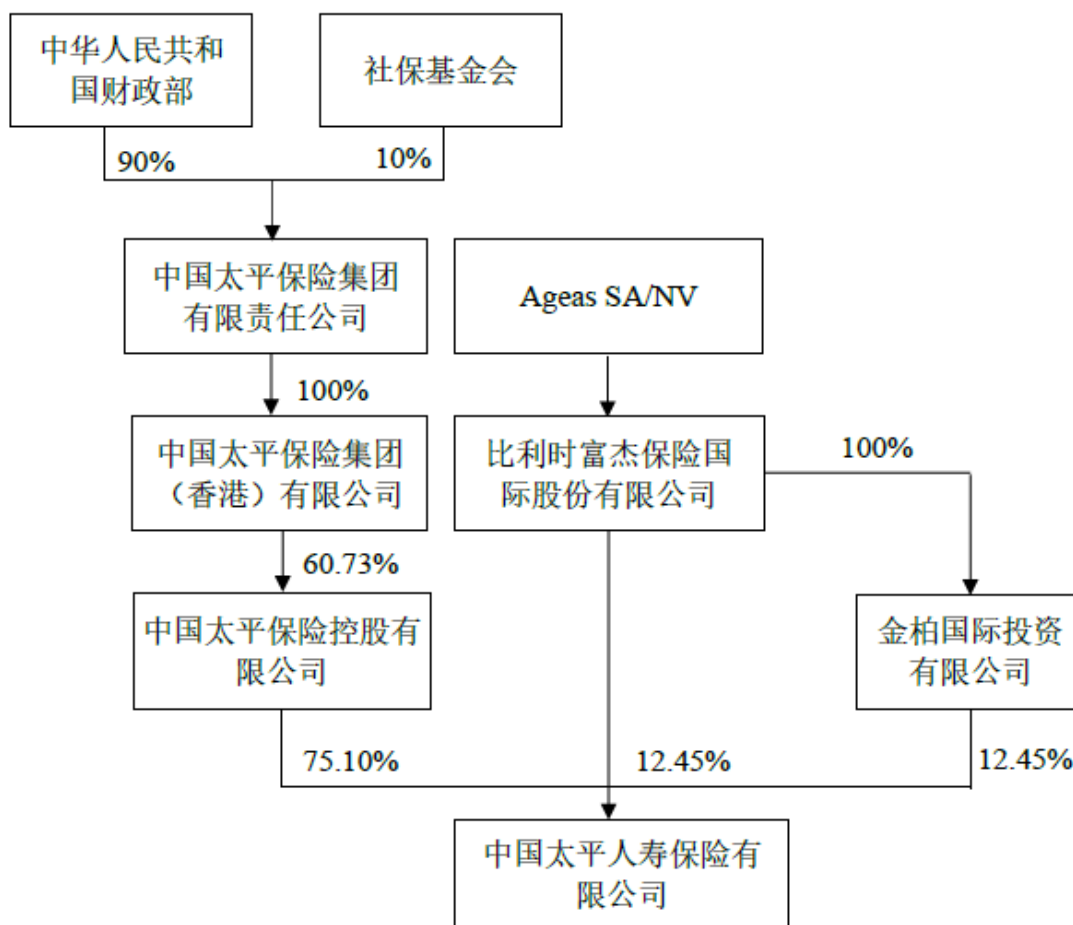 中华人民共和
国财政部
社保基金会
90%
10%
中国太平保险集团
有限责任公司
Ageas SA/NV
100%
中国太平保险集团
（香港）有限公司
比利时富杰保险国
际股份有限公司
100%
60.73%
中国太平保险控股有
限公司
金柏国际投资
有限公司
75.10%
12.45%
12.45%
中国太平人寿保险有
限公司